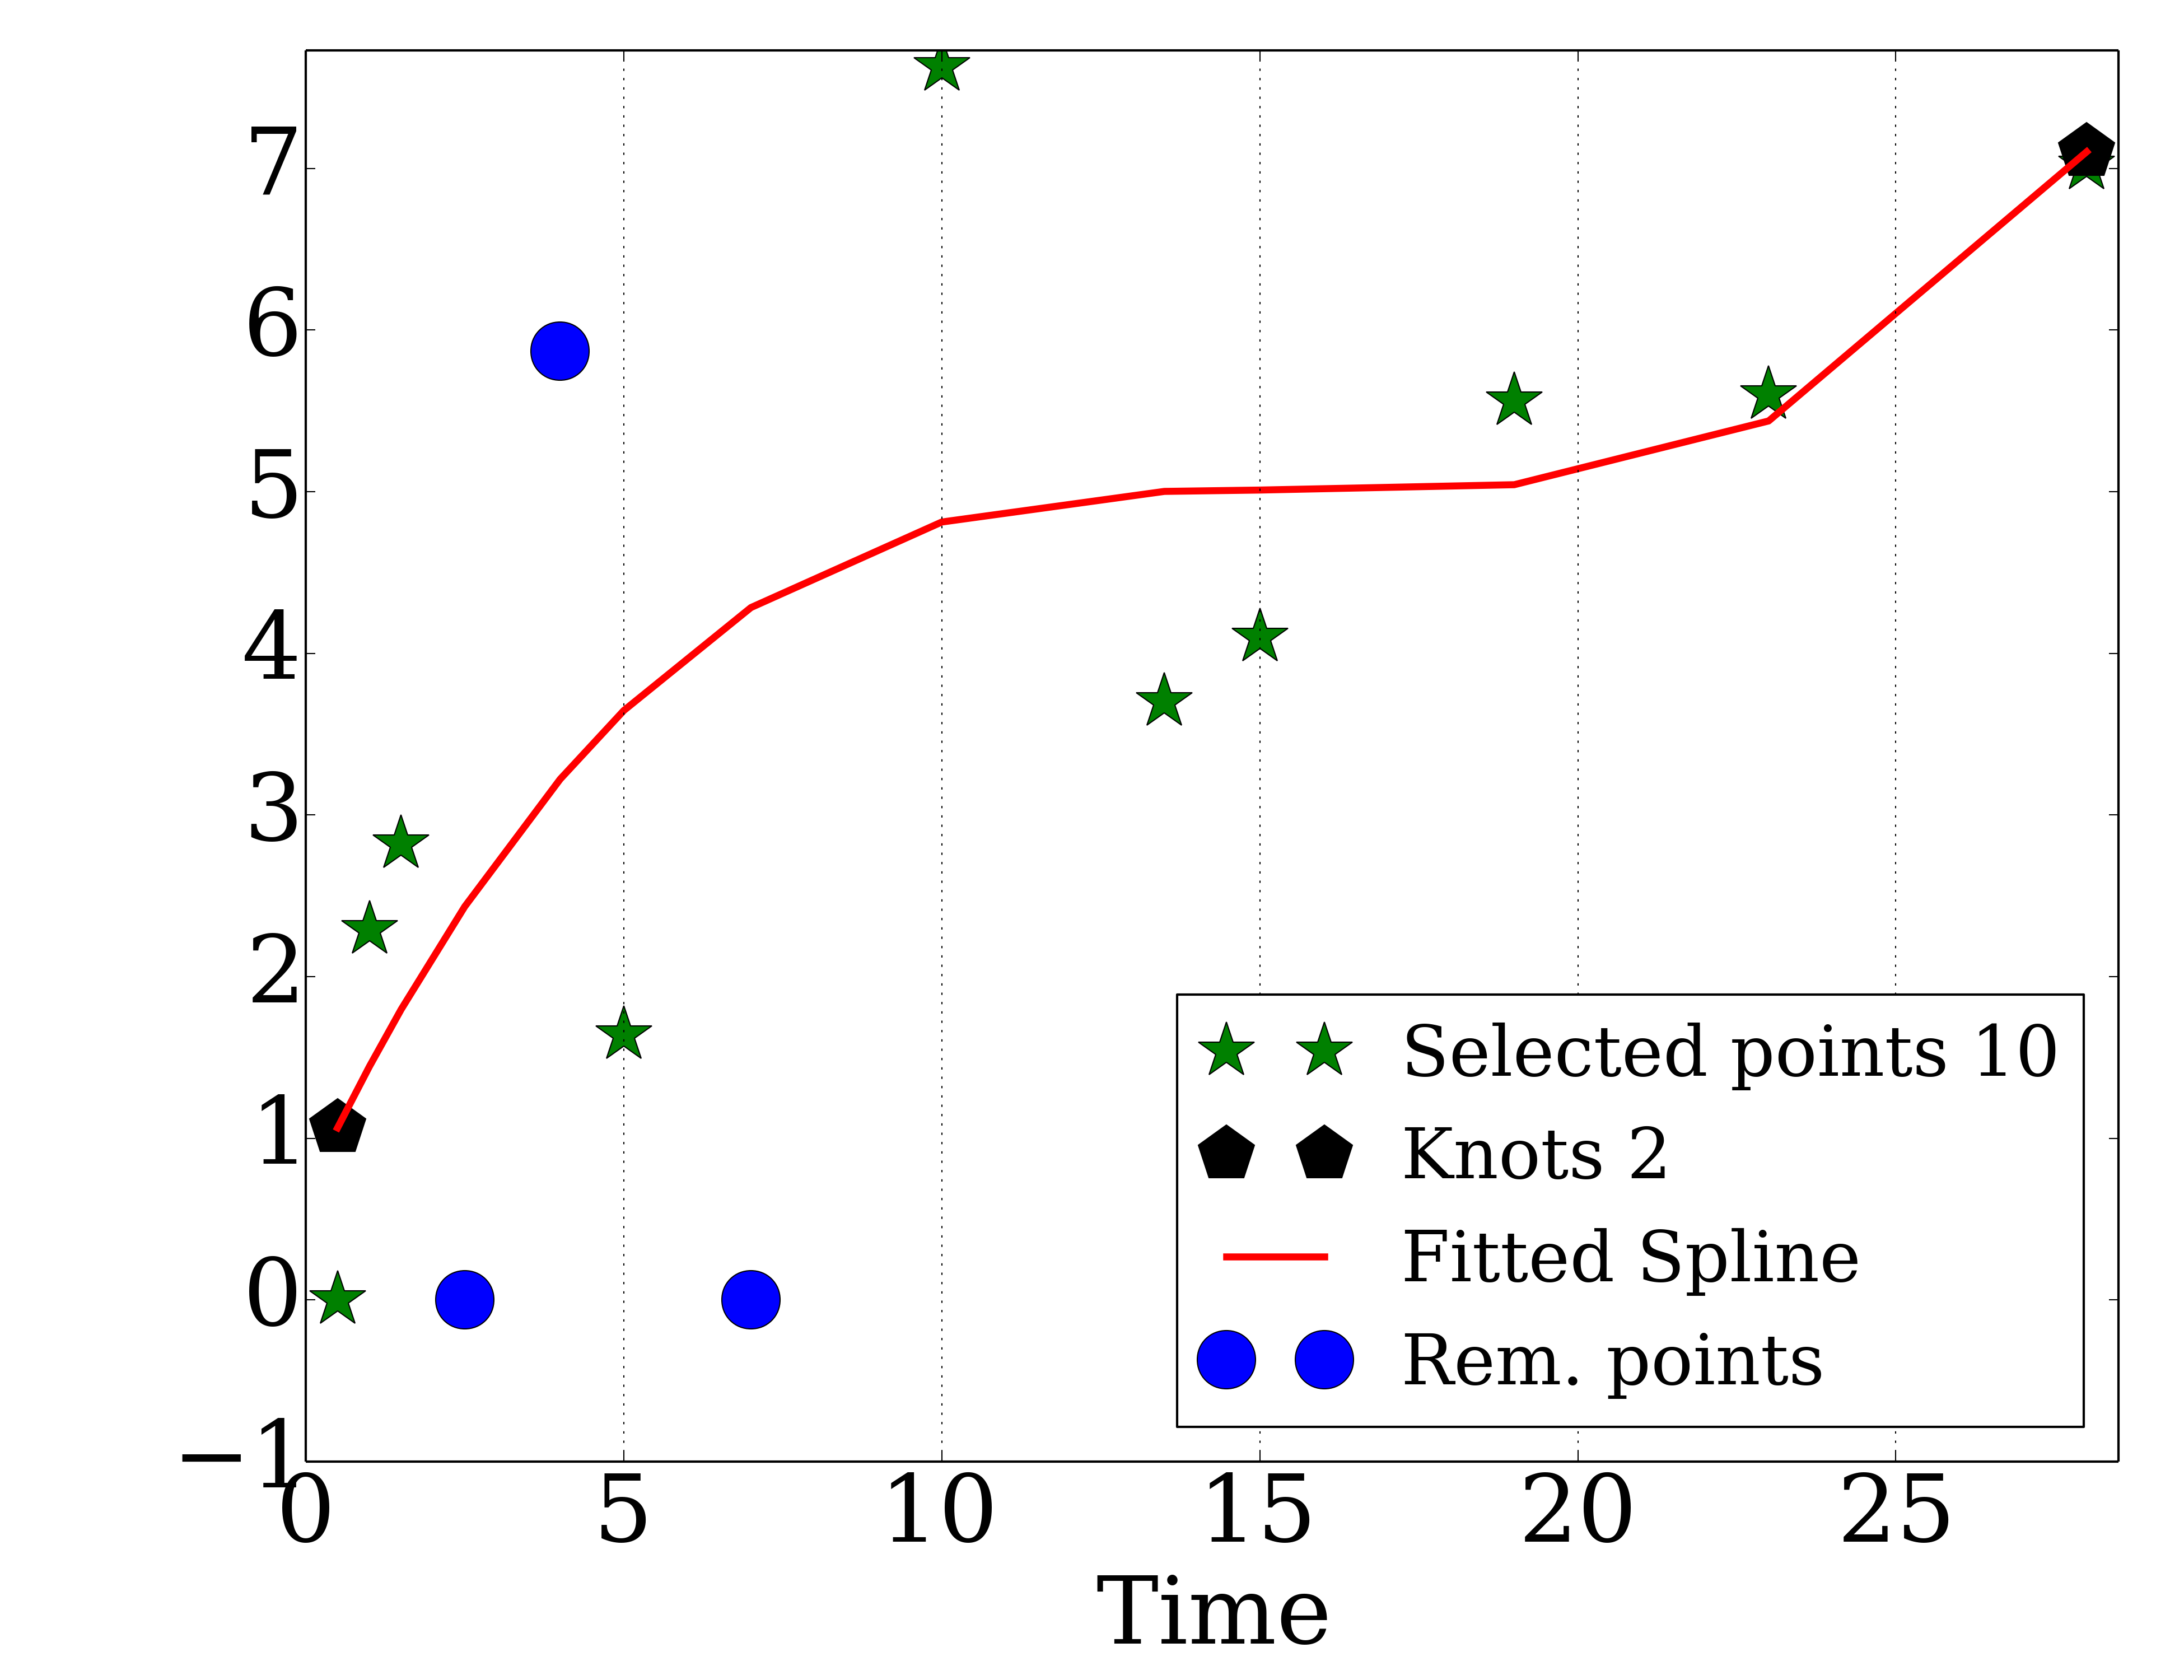 7
6
5
4
3
2
1
0
−1
0 5 10 15 20 25
Time
Selected points 10
Knots 2
Fitted Spline
Rem. points